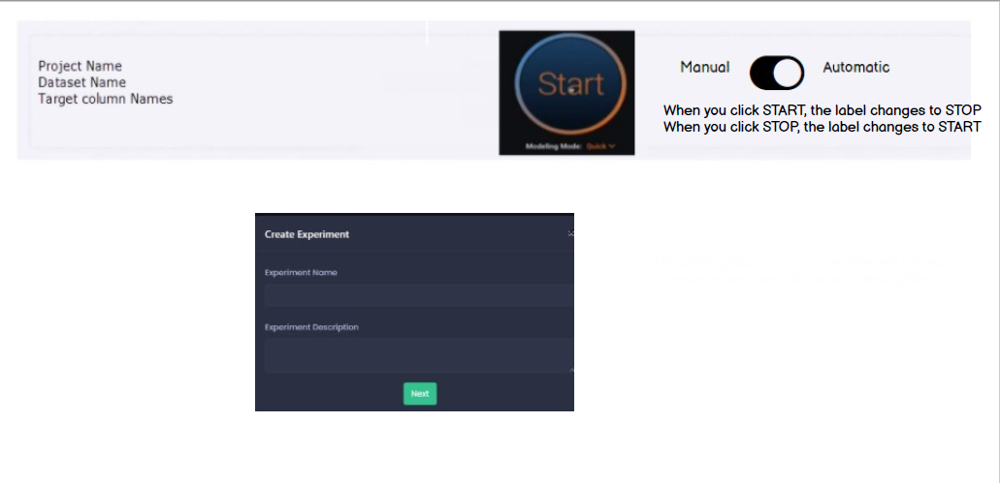 Project Name
Dataset Name
Target column Names
Start
Modeling Mode: Quick
Manual
Automatic
When you click START, the label changes to STOP
When you click STOP, the label changes to START
Create Experiment
Experiment Name
Experiment Description
Next